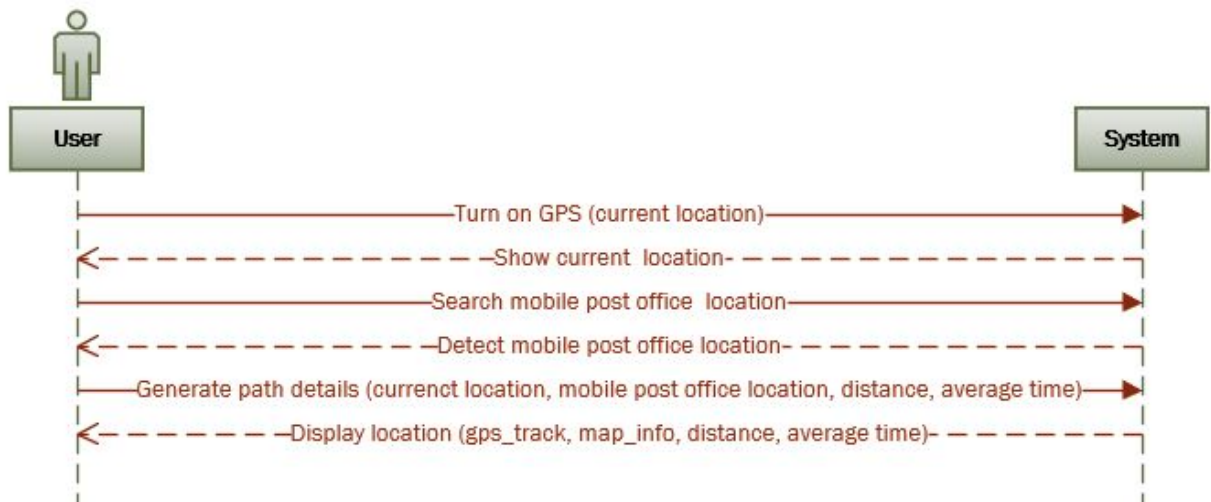 User
System
Turn on GPS (current location)
Show current  location
Search mobile post office  location
Detect mobile post office location
Generate path details (currenct location, mobile post office location, distance, average time)
Display location (gps_track, map_info, distance, average time)